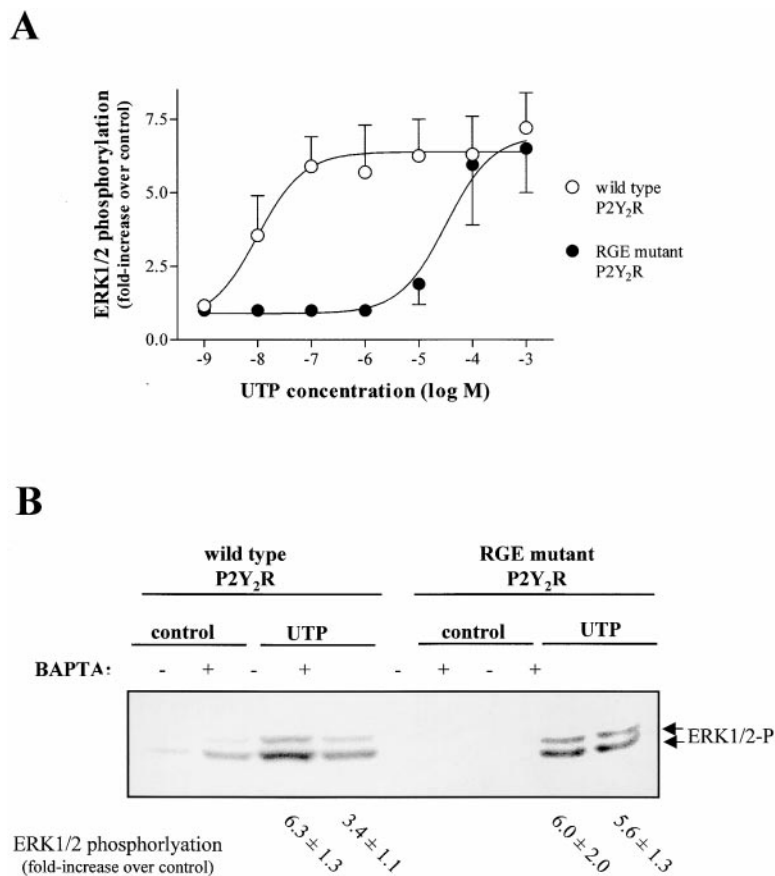 A
ERK1/2 phosphorylation
(fold-increase over control)
7.5
5.0
2.5
0.0
-9 -8 -7 -6 -5 -4 -3
UTP concentration (log M)
wild type
P2Y₂R
RGE mutant
P2Y₂R
B
wild type RGE mutant
P2Y₂R P2Y₂R
control UTP control UTP
BAPTA: - + - + - + - +
ERK1/2-P
ERK1/2 phosphorlyation
(fold-increase over control)
6.3 ± 1.3 3.4 ± 1.1 6.0 ± 2.0 5.6 ± 1.3